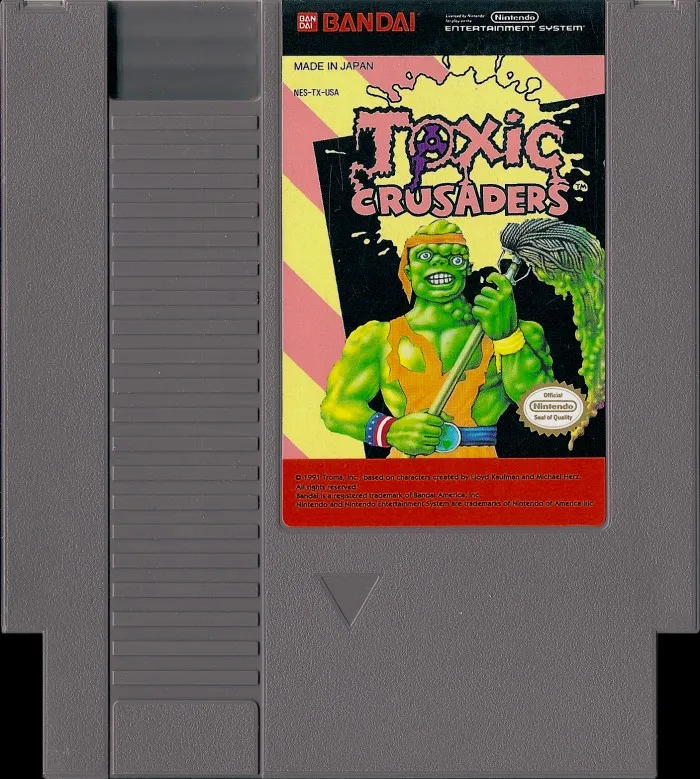 BAN
DAI
BANDAI
Licensed by Nintendo
for play on the
Nintendo
ENTERTAINMENT SYSTEM
MADE IN JAPAN
NES-TX-USA
TOXIC
CRUSADERS™
Official
Nintendo
Seal of Quality
© 1991 Troma, Inc., based on characters created by Lloyd Kaufman and Michael Herz.
All rights reserved.
Bandai is a registered trademark of Bandai America, Inc.
Nintendo and Nintendo Entertainment System are trademarks of Nintendo of America Inc.